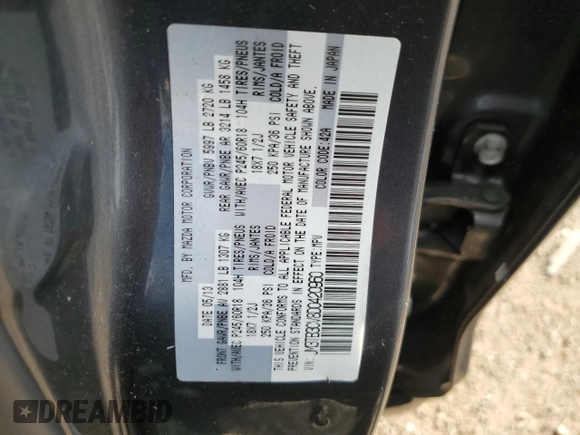 MFD. BY MAZDA MOTOR CORPORATION
DATE 05/13 GVWR/PNBV 5997 LB 2720 KG
FRONT GAWR/PNBE AV 2881 LB 1307 KG REAR GAWR/PNBE AR 3214 LB 1458 KG
WITH/AVEC P245/60R18 104H TIRES/PNEUS WITH/AVEC P245/60R18 104H TIRES/PNEUS
18X7 1/2J RIMS/JANTES 18X7 1/2J RIMS/JANTES
250 KPA/36 PSI COLD/A FROID 250 KPA/36 PSI COLD/A FROID
THIS VEHICLE CONFORMS TO ALL APPLICABLE FEDERAL MOTOR VEHICLE SAFETY AND THEFT
PREVENTION STANDARDS IN EFFECT ON THE DATE OF MANUFACTURE SHOWN ABOVE.
VIN: JM3TB3CV8D0420960 TYPE:MPV COLOR CODE:42A MADE IN JAPAN
DREAMBID